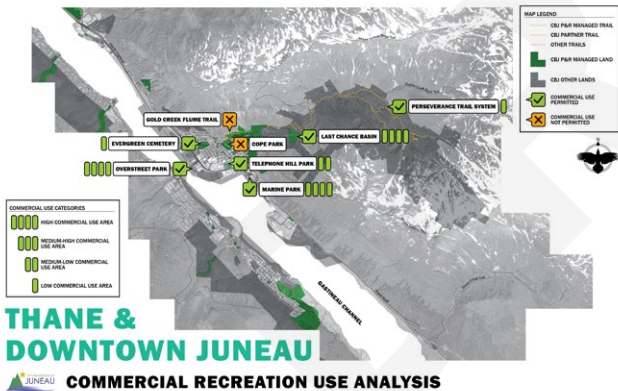 MAP LEGEND
CBJ P&R MANAGED TRAIL
CBJ PARTNER TRAIL
OTHER TRAILS
CBJ P&R MANAGED LAND
CBJ OTHER LANDS
COMMERCIAL USE
PERMITTED
COMMERCIAL USE
NOT PERMITTED
PERSEVERANCE TRAIL SYSTEM
GOLD CREEK FLUME TRAIL
LAST CHANCE BASIN
EVERGREEN CEMETERY
COPE PARK
OVERSTREET PARK
TELEPHONE HILL PARK
MARINE PARK
COMMERCIAL USE CATEGORIES
HIGH COMMERCIAL USE AREA
MEDIUM-HIGH COMMERCIAL
USE AREA
MEDIUM-LOW COMMERCIAL
USE AREA
LOW COMMERCIAL USE AREA
GASTINEAU CHANNEL
THANE &
DOWNTOWN JUNEAU
JUNEAU
COMMERCIAL RECREATION USE ANALYSIS